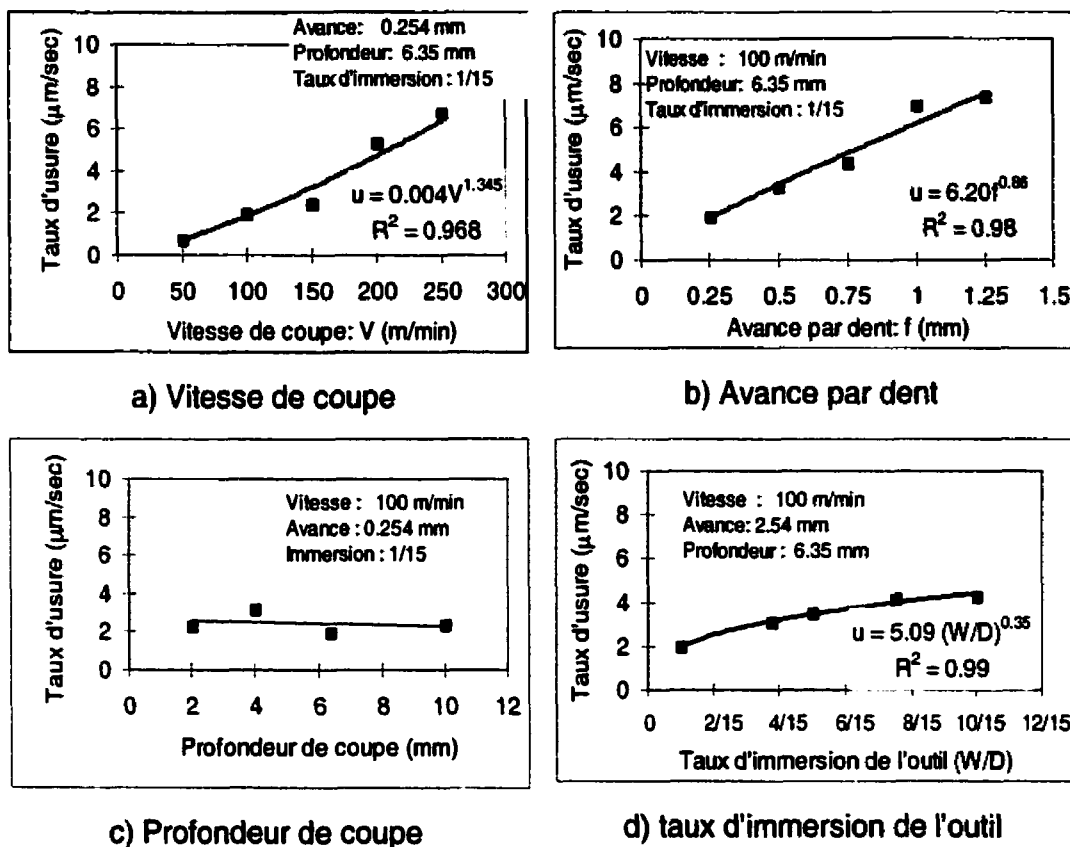 Avance: 0.254 mm
Profondeur: 6.35 mm
Taux d'immersion : 1/15
Taux d'usure (μm/sec)
10
8
6
4
2
0
u = 0.004V^1.345
R² = 0.968
0 50 100 150 200 250 300
Vitesse de coupe: V (m/min)
a) Vitesse de coupe
Vitesse : 100 m/min
Profondeur: 6.35 mm
Taux d'immersion : 1/15
Taux d'usure (μm/sec)
10
8
6
4
2
0
u = 6.20f^0.86
R² = 0.98
0 0.25 0.5 0.75 1 1.25 1.5
Avance par dent: f (mm)
b) Avance par dent
Vitesse : 100 m/min
Avance : 0.254 mm
Immersion : 1/15
Taux d'usure (μm/sec)
10
8
6
4
2
0
0 2 4 6 8 10 12
Profondeur de coupe (mm)
c) Profondeur de coupe
Vitesse : 100 m/min
Avance: 2.54 mm
Profondeur : 6.35 mm
Taux d'usure (μm/sec)
10
8
6
4
2
0
u = 5.09 (W/D)^0.35
R² = 0.99
0 2/15 4/15 6/15 8/15 10/15 12/15
Taux d'immersion de l'outil (W/D)
d) taux d'immersion de l'outil